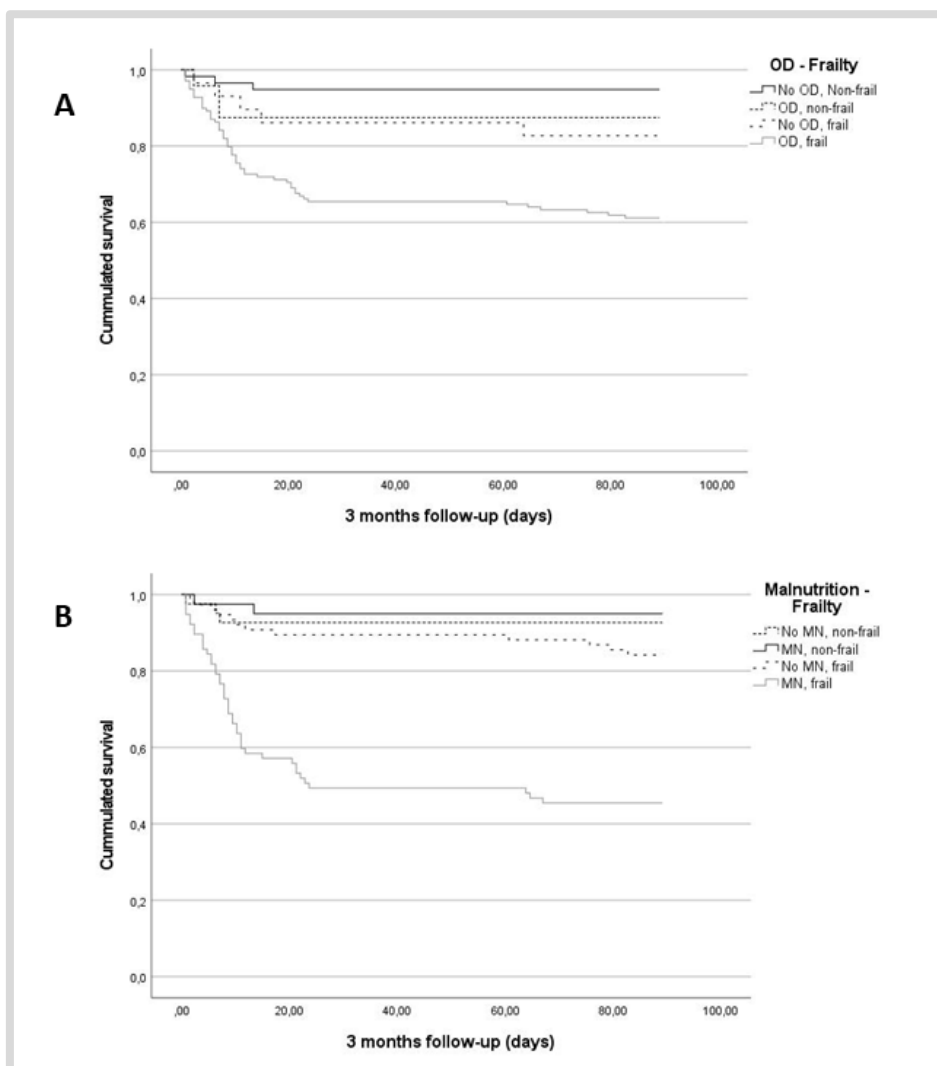 A
OD - Frailty
No OD, Non-frail
OD, non-frail
No OD, frail
OD, frail
Cummulated survival
1,0
0,8
0,6
0,4
0,2
0,0
,00 20,00 40,00 60,00 80,00 100,00
3 months follow-up (days)
B
Malnutrition -
Frailty
No MN, non-frail
MN, non-frail
No MN, frail
MN, frail
Cummulated survival
1,0
0,8
0,6
0,4
0,2
0,0
,00 20,00 40,00 60,00 80,00 100,00
3 months follow-up (days)